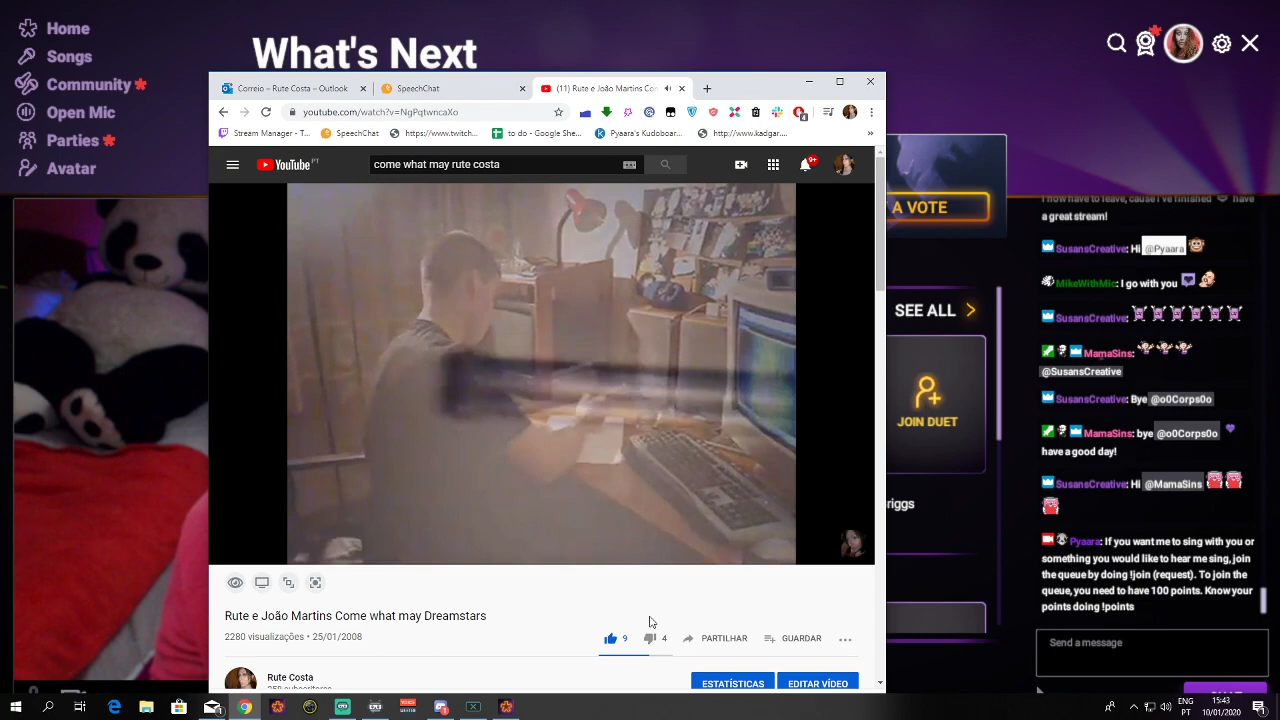 Home
Songs
Community
Open Mic
Parties
Avatar
What's Next
Correio – Rute Costa – Outlook
SpeechChat
(11) Rute e João Martins Co
youtube.com/watch?v=NgPqtwncaXo
4
Stream Manager - T...
SpeechChat
https://www.twitch...
to do - Google She...
Pyaara's Kudoboar...
http://www.kadgar....
YouTube PT
come what may rute costa
9+
A VOTE
SEE ALL
JOIN DUET
riggs
Rute e João Martins Come what may Dreamstars
2280 visualizações • 25/01/2008
9
4
PARTILHAR
GUARDAR
Rute Costa
ESTATÍSTICAS
EDITAR VÍDEO
have
a great stream!
SusansCreative: Hi @Pyaara
MikeWithMic: I go with you
SusansCreative:
MamaSins:
@SusansCreative
SusansCreative: Bye @o0Corps0o
MamaSins: bye @o0Corps0o
have a good day!
SusansCreative: Hi @MamaSins
Pyaara: If you want me to sing with you or
something you would like to hear me sing, join
the queue by doing !join (request). To join the
queue, you need to have 100 points. Know your
points doing !points
Send a message
POR
PT
15:43
10/01/2020